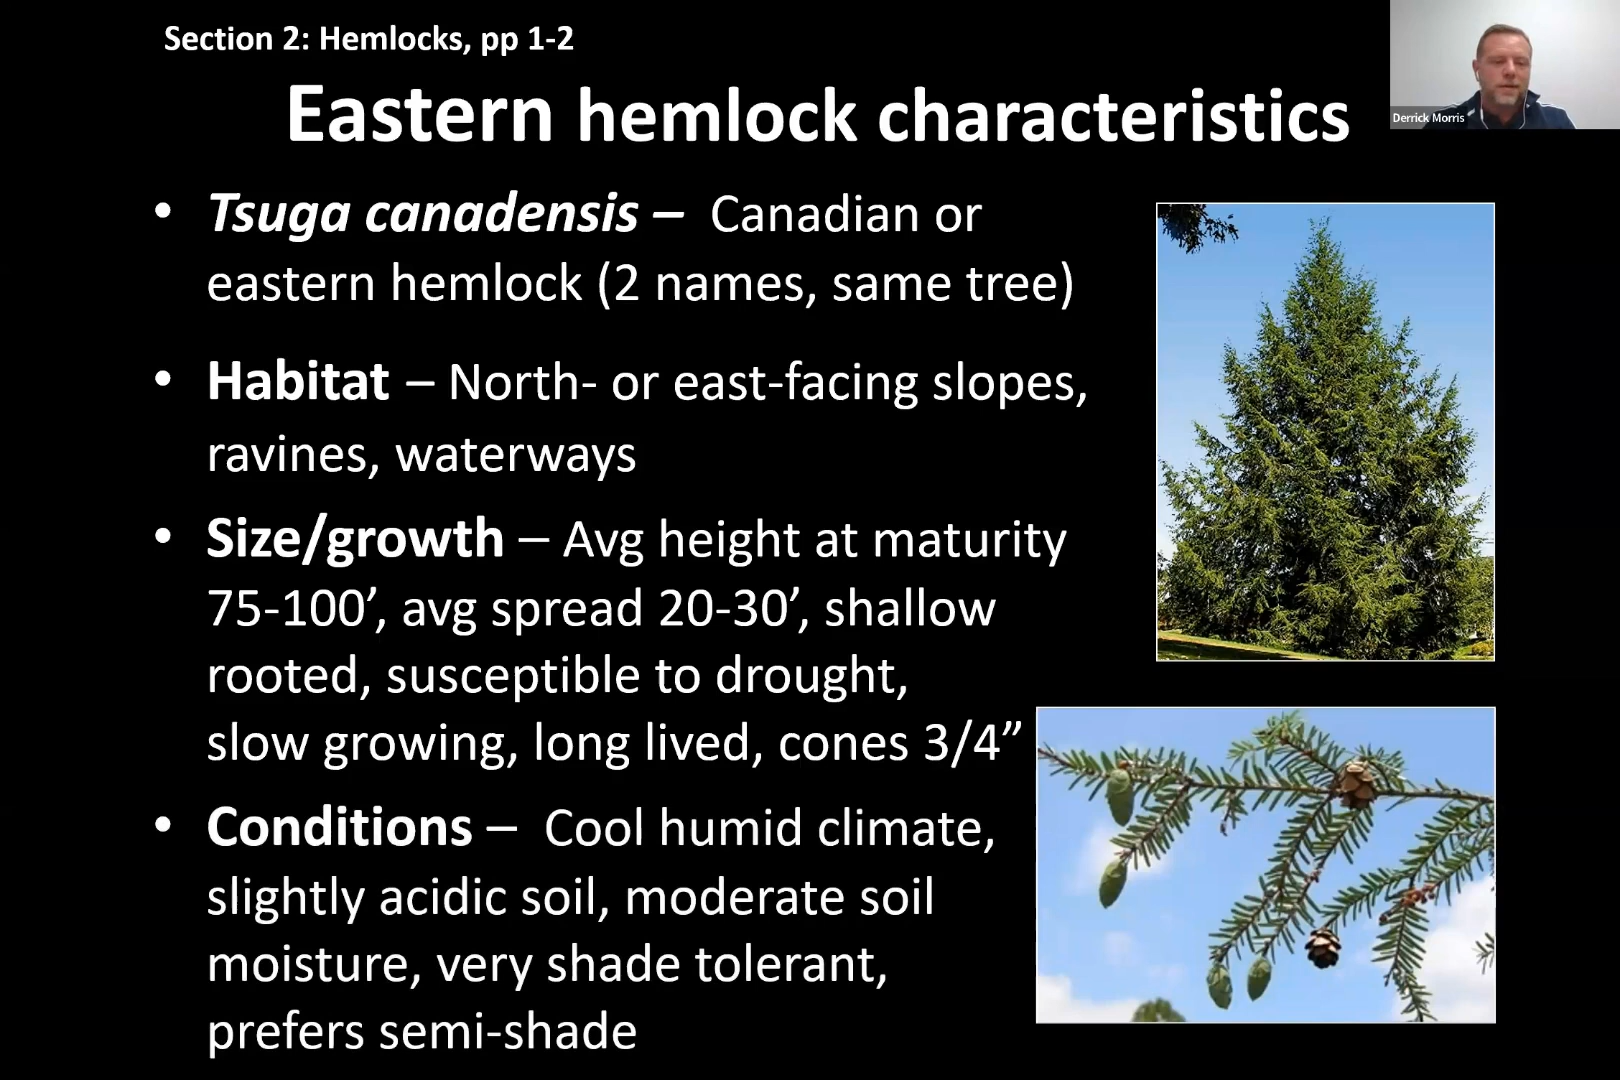 Section 2: Hemlocks, pp 1-2
Eastern hemlock characteristics
Derrick Morris
• Tsuga canadensis – Canadian or
eastern hemlock (2 names, same tree)
• Habitat – North- or east-facing slopes,
ravines, waterways
• Size/growth – Avg height at maturity
75-100’, avg spread 20-30’, shallow
rooted, susceptible to drought,
slow growing, long lived, cones 3/4”
• Conditions – Cool humid climate,
slightly acidic soil, moderate soil
moisture, very shade tolerant,
prefers semi-shade